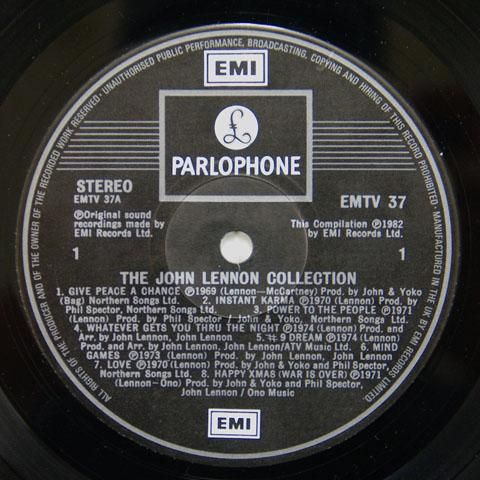 ALL RIGHTS OF THE PRODUCER AND OF THE OWNER OF THE RECORDED WORK RESERVED · UNAUTHORISED PUBLIC PERFORMANCE, BROADCASTING, COPYING AND HIRING OF THIS RECORD PROHIBITED · MANUFACTURED IN THE UK BY EMI RECORDS LIMITED.
EMI
£
PARLOPHONE
STEREO
EMTV 37A
EMTV 37
℗Original sound
recordings made by
EMI Records Ltd.
This Compilation ℗1982
by EMI Records Ltd.
1
1
THE JOHN LENNON COLLECTION
1. GIVE PEACE A CHANCE ℗1969 (Lennon—McCartney) Prod. by John & Yoko
(Bag) Northern Songs Ltd. 2. INSTANT KARMA ℗1970 (Lennon) Prod. by
Phil Spector, Northern Songs Ltd. 3. POWER TO THE PEOPLE ℗1971
(Lennon) Prod. by Phil Spector / John & Yoko, Northern Songs Ltd.
4. WHATEVER GETS YOU THRU THE NIGHT ℗1974 (Lennon) Prod. and
Arr. by John Lennon, John Lennon 5. #9 DREAM ℗1974 (Lennon)
Prod. and Arr. by John Lennon, John Lennon/ATV Music Ltd. 6. MIND
GAMES ℗1973 (Lennon) Prod. by John Lennon, John Lennon
7. LOVE ℗1970 (Lennon) Prod. by John & Yoko and Phil Spector,
Northern Songs Ltd. 8. HAPPY XMAS (WAR IS OVER) ℗1971
(Lennon—Ono) Prod. by John & Yoko and Phil Spector,
John Lennon / Ono Music
EMI